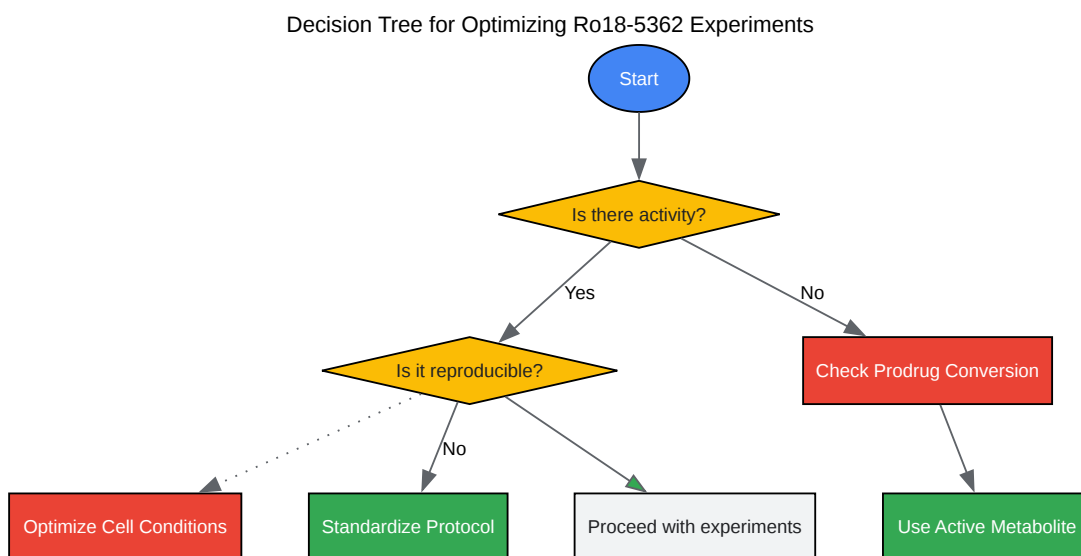 Decision Tree for Optimizing Ro18-5362 Experiments
Start
Is there activity?
Yes
No
Is it reproducible?
Check Prodrug Conversion
No
Optimize Cell Conditions
Standardize Protocol
Proceed with experiments
Use Active Metabolite